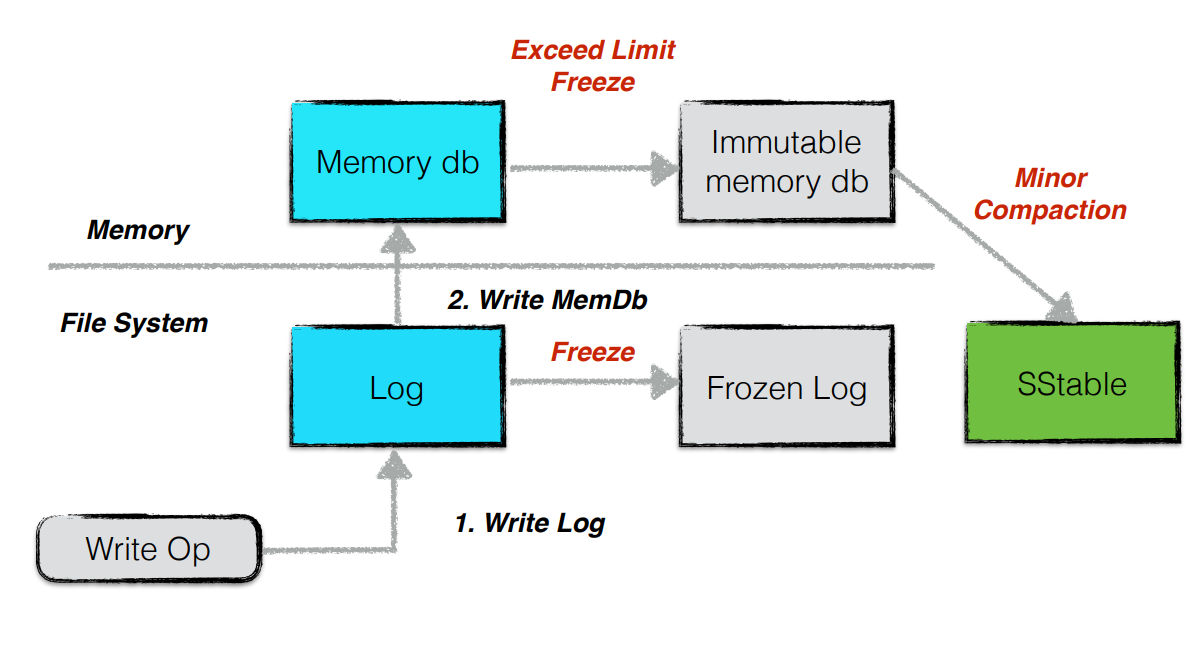 Exceed Limit
Freeze
Memory db
Immutable
memory db
Minor
Compaction
Memory
File System
2. Write MemDb
Freeze
Log
Frozen Log
SStable
1. Write Log
Write Op